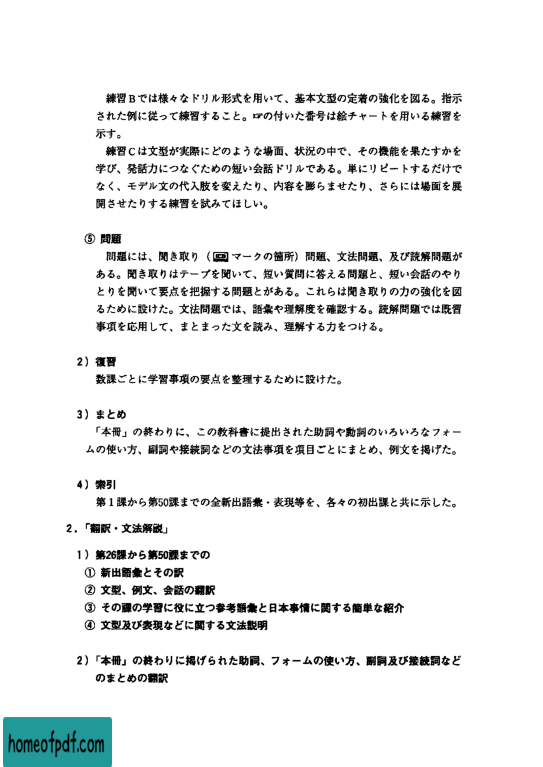 練習Bでは様々なドリル形式を用いて、基本文型の定着の強化を図る。指示
された例に従って練習すること。☞の付いた番号は絵チャートを用いる練習を
示す。
練習Cは文型が実際にどのような場面、状況の中で、その機能を果たすかを
学び、発話力につなぐための短い会話ドリルである。単にリピートするだけで
なく、モデル文の代入肢を変えたり、内容を膨らませたり、さらには場面を展
開させたりする練習を試みてほしい。
⑤ 問題
問題には、聞き取り（📼マークの箇所）問題、文法問題、及び読解問題が
ある。聞き取りはテープを聞いて、短い質問に答える問題と、短い会話のやり
とりを聞いて要点を把握する問題とがある。これらは聞き取りの力の強化を図
るために設けた。文法問題では、語彙や理解度を確認する。読解問題では既習
事項を応用して、まとまった文を読み、理解する力をつける。
2）復習
数課ごとに学習事項の要点を整理するために設けた。
3）まとめ
「本冊」の終わりに、この教科書に提出された助詞や動詞のいろいろなフォー
ムの使い方、副詞や接続詞などの文法事項を項目ごとにまとめ、例文を掲げた。
4）索引
第1課から第50課までの全新出語彙・表現等を、各々の初出課と共に示した。
2．「翻訳・文法解説」
1）第26課から第50課までの
① 新出語彙とその訳
② 文型、例文、会話の翻訳
③ その課の学習に役に立つ参考語彙と日本事情に関する簡単な紹介
④ 文型及び表現などに関する文法説明
2）「本冊」の終わりに掲げられた助詞、フォームの使い方、副詞及び接続詞など
のまとめの翻訳
homeofpdf.com